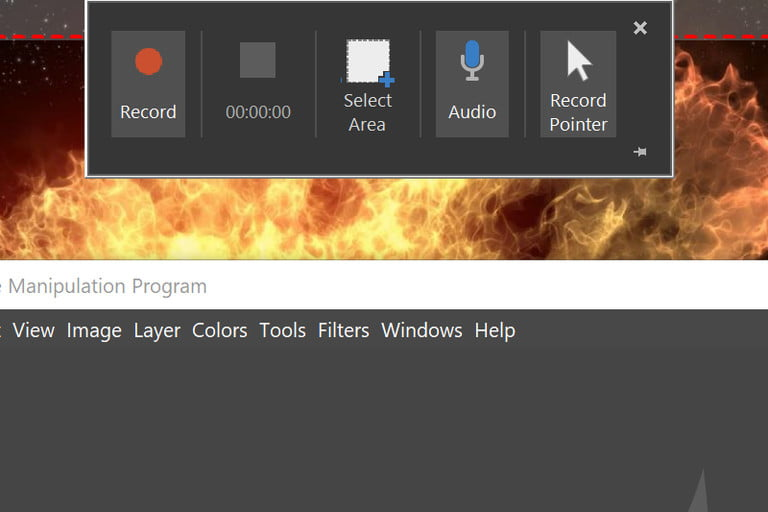 Record
00:00:00
Select
Area
Audio
Record
Pointer
Manipulation Program
View Image Layer Colors Tools Filters Windows Help